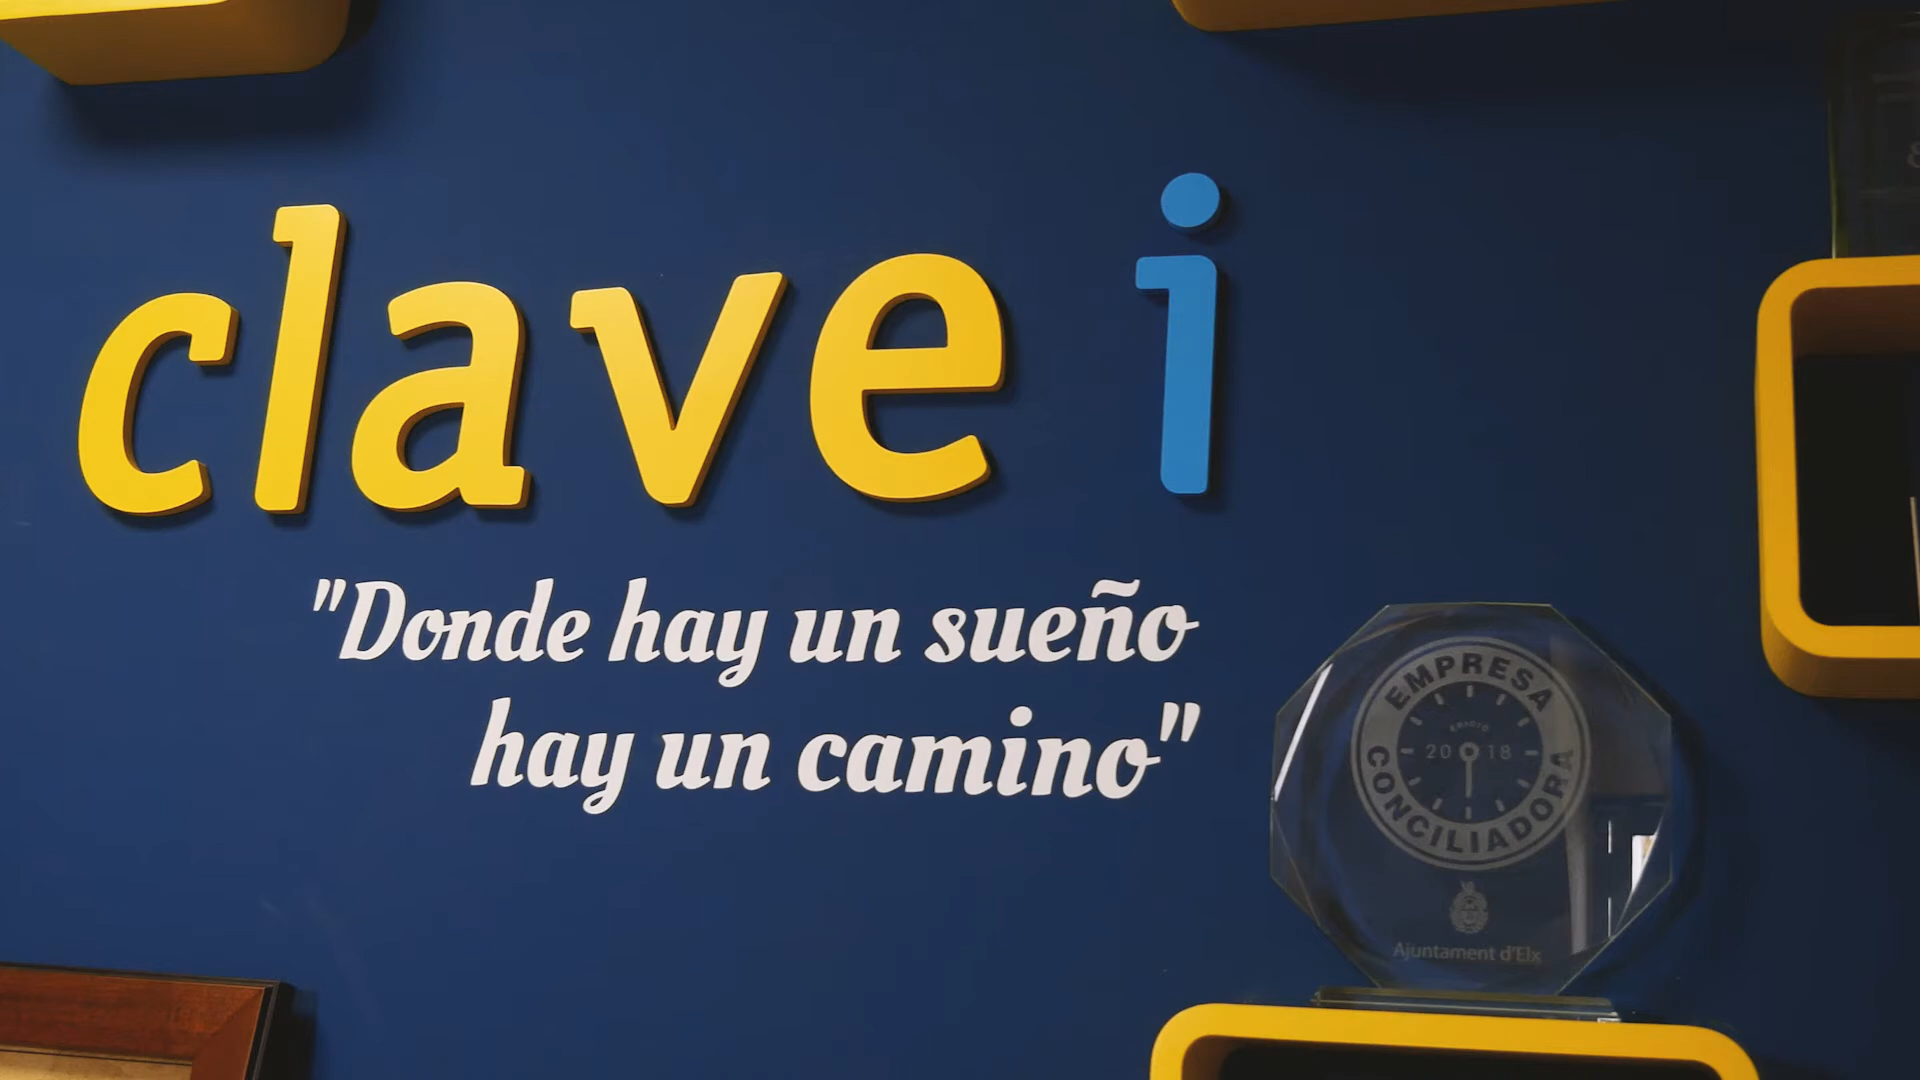 clave i
"Donde hay un sueño
hay un camino"
EMPRESA
20 18
CONCILIADORA
Ajuntament d'Elx